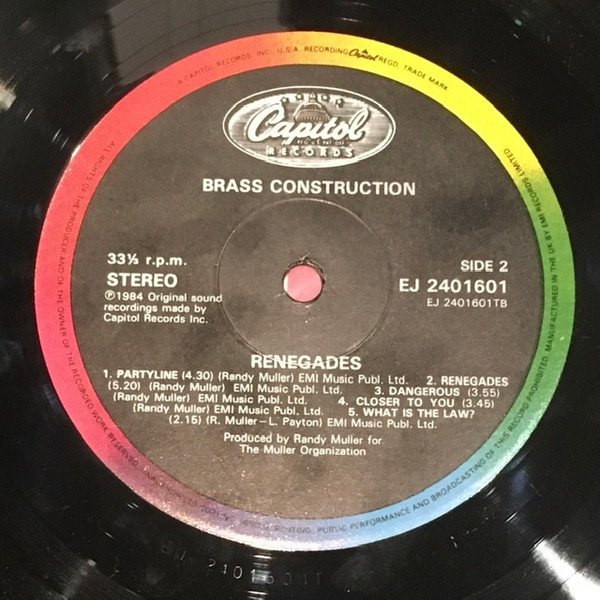 A CAPITOL RECORDS, INC., U.S.A. RECORDING Capitol REGD. TRADE MARK
ALL RIGHTS OF THE PRODUCER AND OF THE OWNER OF THE RECORDED WORK RESERVED.
RENTING, PUBLIC PERFORMANCE AND BROADCASTING OF THIS RECORD PROHIBITED. MANUFACTURED IN THE UK BY EMI RECORDS LIMITED
Capitol
RECORDS
BRASS CONSTRUCTION
33⅓ r.p.m.
STEREO
℗1984 Original sound
recordings made by
Capitol Records Inc.
SIDE 2
EJ 2401601
EJ 2401601TB
RENEGADES
1. PARTYLINE (4.30) (Randy Muller) EMI Music Publ. Ltd. 2. RENEGADES
(5.20) (Randy Muller) EMI Music Publ. Ltd. 3. DANGEROUS (3.55)
(Randy Muller) EMI Music Publ. Ltd. 4. CLOSER TO YOU (3.45)
(Randy Muller) EMI Music Publ. Ltd. 5. WHAT IS THE LAW?
(2.15) (R. Muller – L. Payton) EMI Music Publ. Ltd.
Produced by Randy Muller for
The Muller Organization